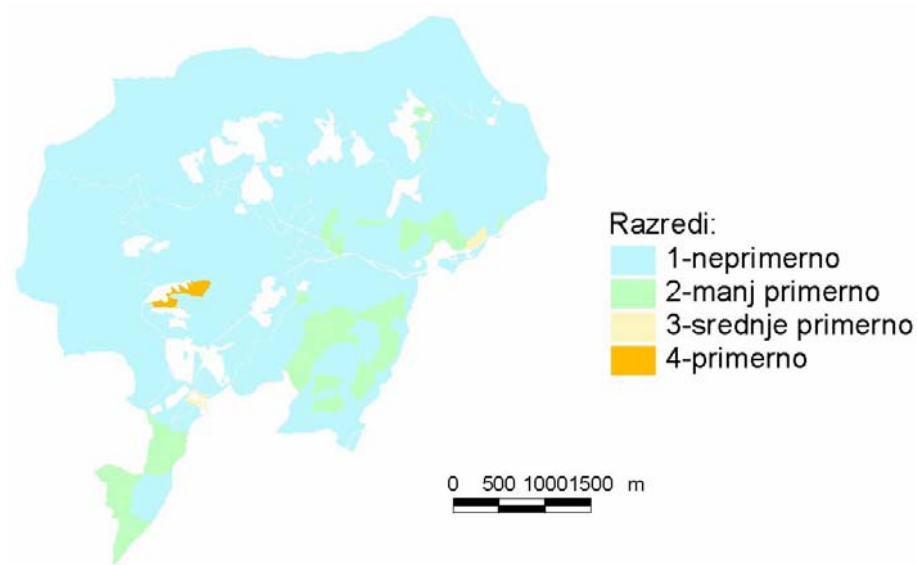 Razredi:
1-neprimerno
2-manj primerno
3-srednje primerno
4-primerno
0 500 10001500 m